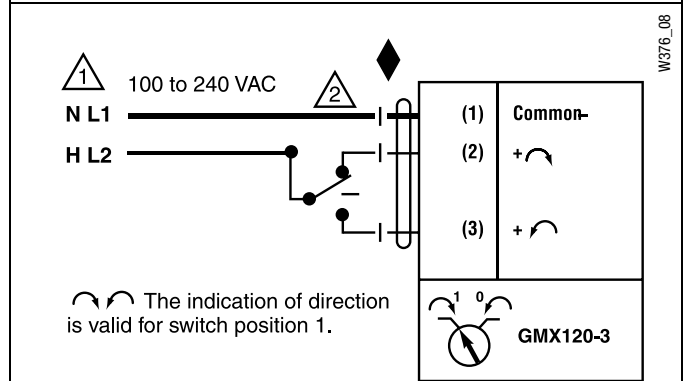 W376_08
1 100 to 240 VAC 2
N L1
H L2
(1) Common-
(2) +
(3) +
The indication of direction
is valid for switch position 1.
1 0
GMX120-3